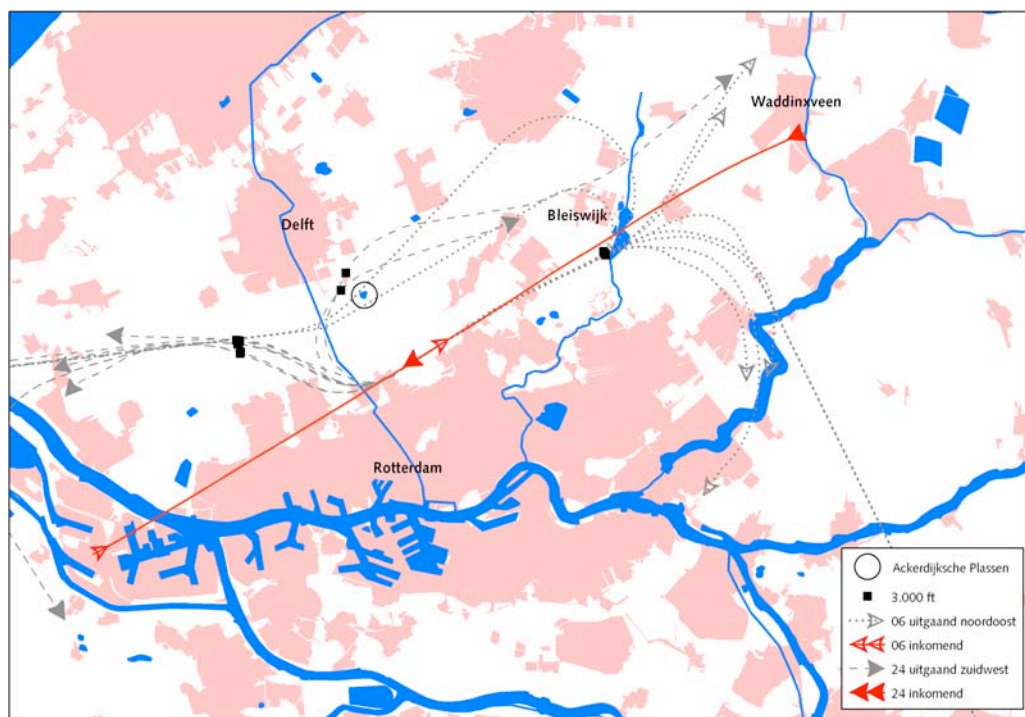 Waddinxveen
Bleiswijk
Delft
Rotterdam
Ackerdijksche Plassen
3.000 ft
06 uitgaand noordoost
06 inkomend
24 uitgaand zuidwest
24 inkomend